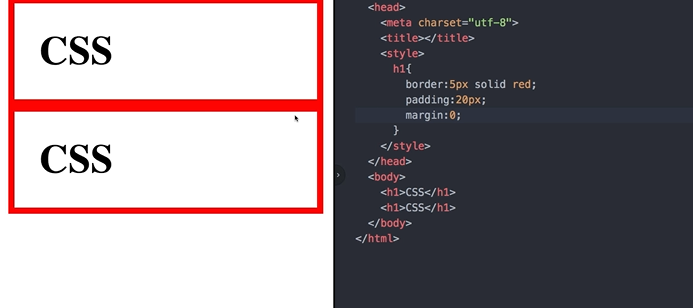 CSS
CSS
<head>
<meta charset="utf-8">
<title></title>
<style>
h1{
border:5px solid red;
padding:20px;
margin:0;
}
</style>
</head>
<body>
<h1>CSS</h1>
<h1>CSS</h1>
</body>
</html>